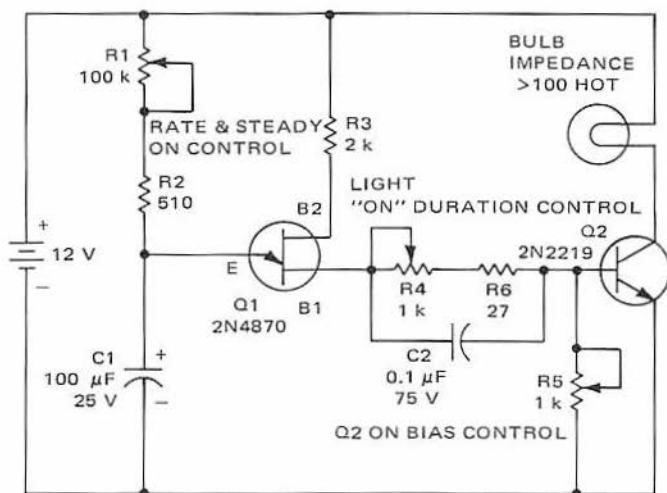 R1
100 k
RATE & STEADY
ON CONTROL
R2
510
R3
2 k
BULB
IMPEDANCE
>100 HOT
LIGHT
"ON" DURATION CONTROL
B2
Q2
2N2219
+
12 V
–
E
Q1
2N4870
B1
R4
1 k
R6
27
C1
100 µF
25 V
+
–
C2
0.1 µF
75 V
R5
1 k
Q2 ON BIAS CONTROL